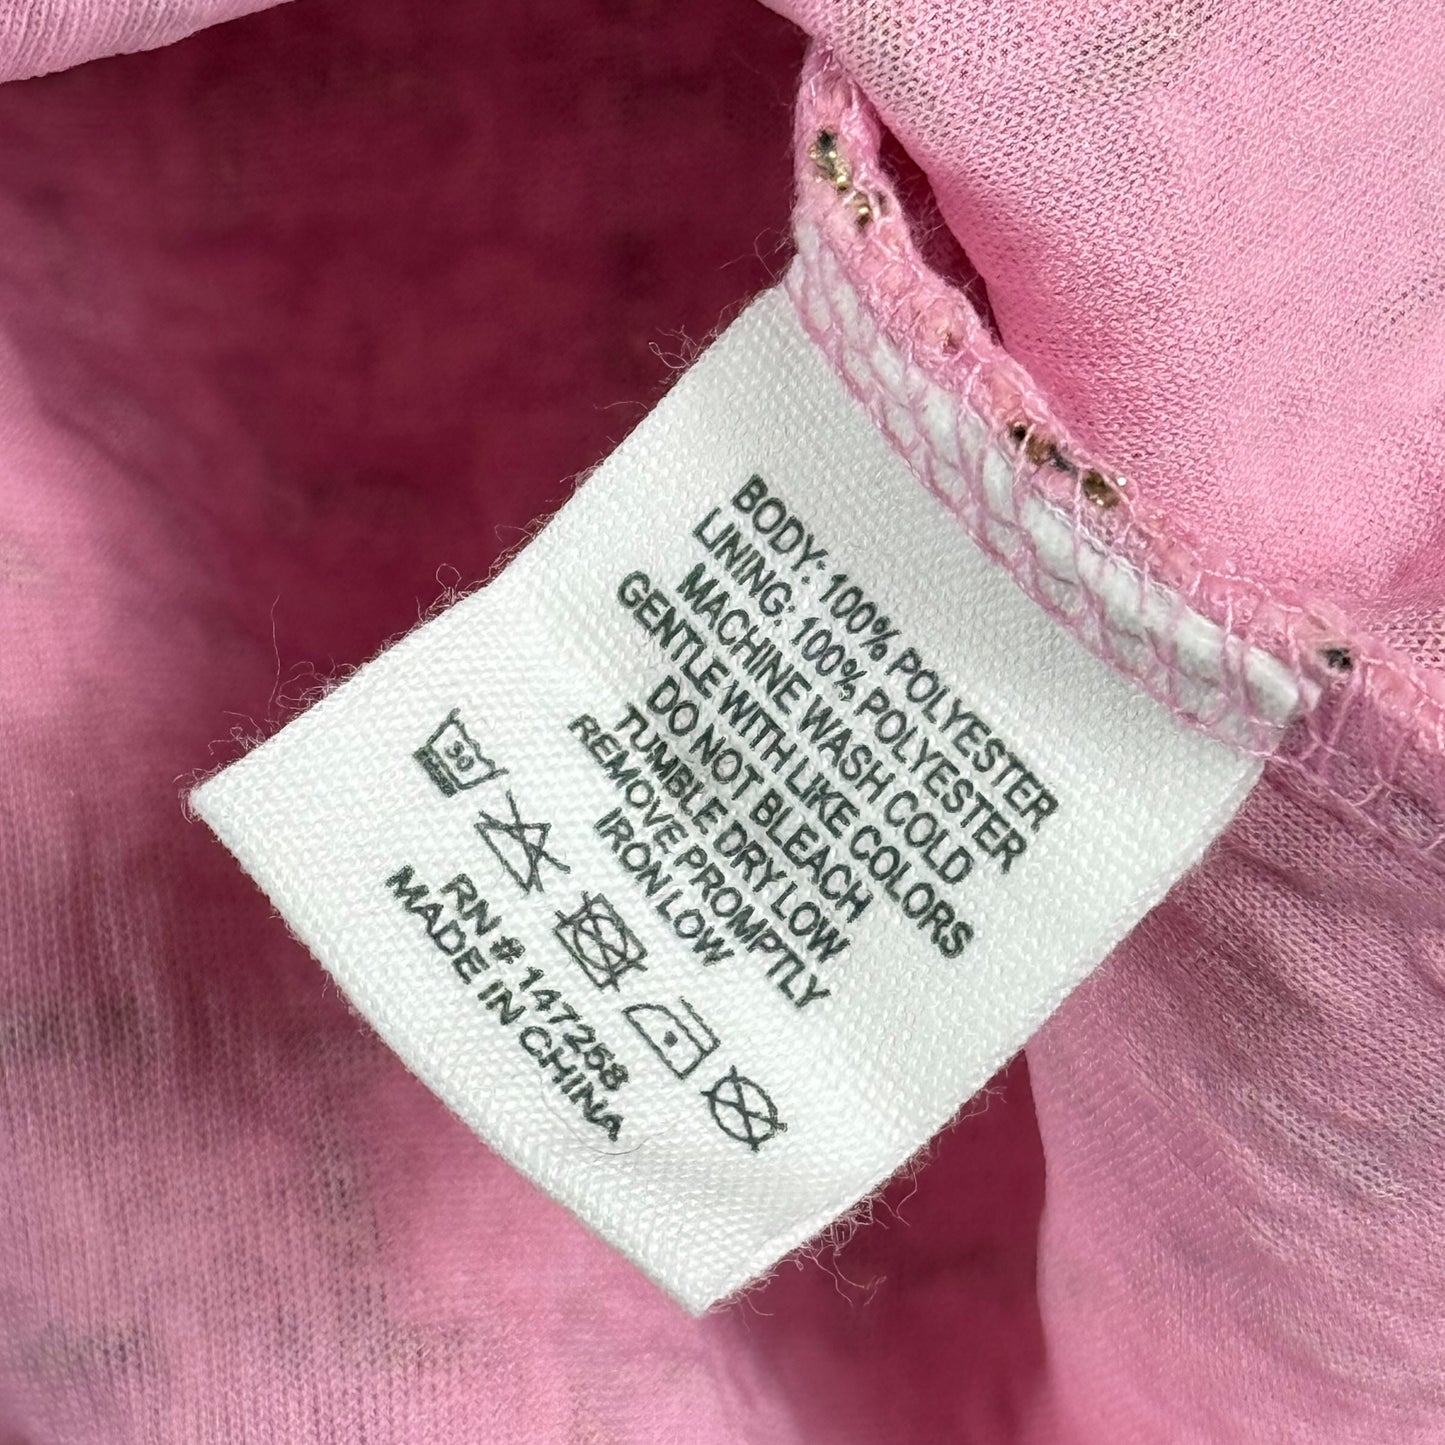 BODY: 100% POLYESTER
LINING: 100% POLYESTER
MACHINE WASH COLD
GENTLE WITH LIKE COLORS
DO NOT BLEACH
TUMBLE DRY LOW
REMOVE PROMPTLY
IRON LOW
30
RN # 147258
MADE IN CHINA